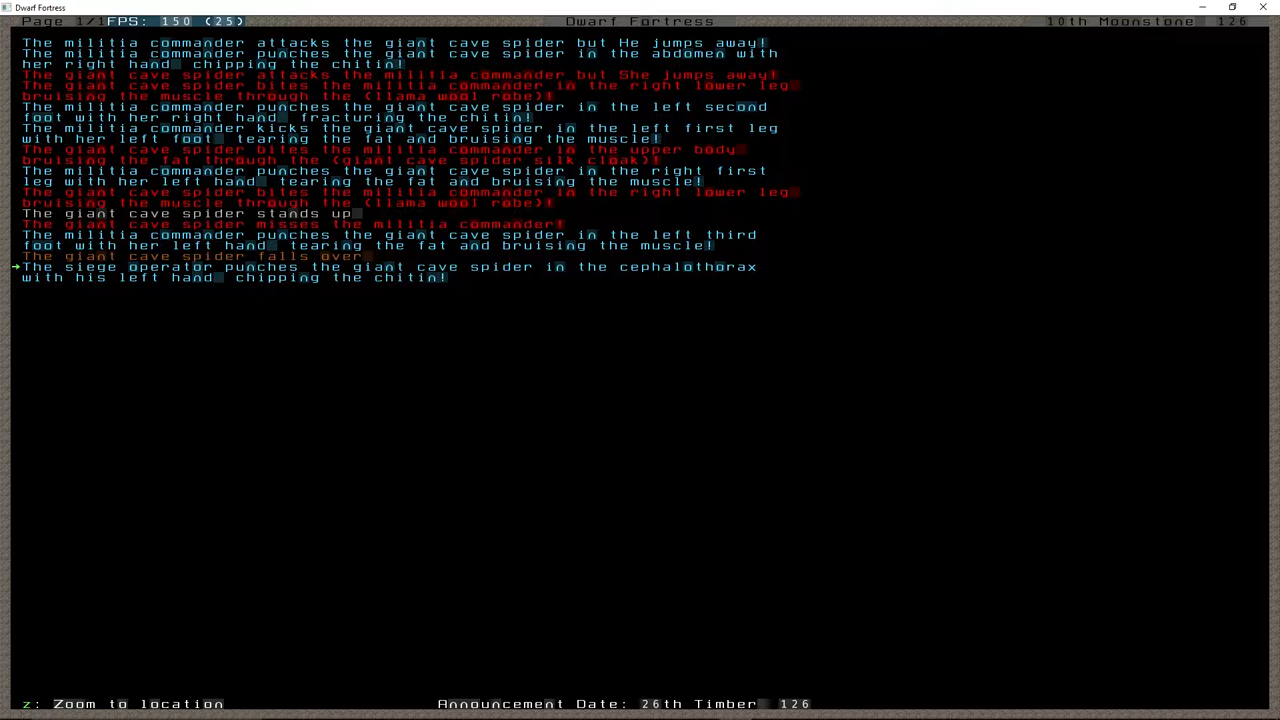 Dwarf Fortress
Page 1/1 FPS: 150 (25) Dwarf Fortress 10th Moonstone 126
The militia commander attacks the giant cave spider but He jumps away!
The militia commander punches the giant cave spider in the abdomen with
her right hand chipping the chitin!
The giant cave spider attacks the militia commander but She jumps away!
The giant cave spider bites the militia commander in the right lower leg
bruising the muscle through the (llama wool robe)!
The militia commander punches the giant cave spider in the left second
foot with her right hand fracturing the chitin!
The militia commander kicks the giant cave spider in the left first leg
with her left foot tearing the fat and bruising the muscle!
The giant cave spider bites the militia commander in the upper body
bruising the fat through the (giant cave spider silk cloak)!
The militia commander punches the giant cave spider in the right first
leg with her left hand tearing the fat and bruising the muscle!
The giant cave spider bites the militia commander in the right lower leg
bruising the muscle through the (llama wool robe)!
The giant cave spider stands up
The giant cave spider misses the militia commander!
The militia commander punches the giant cave spider in the left third
foot with her left hand tearing the fat and bruising the muscle!
The giant cave spider falls over
The siege operator punches the giant cave spider in the cephalothorax
with his left hand chipping the chitin!
z: Zoom to location Announcement Date: 26th Timber 126